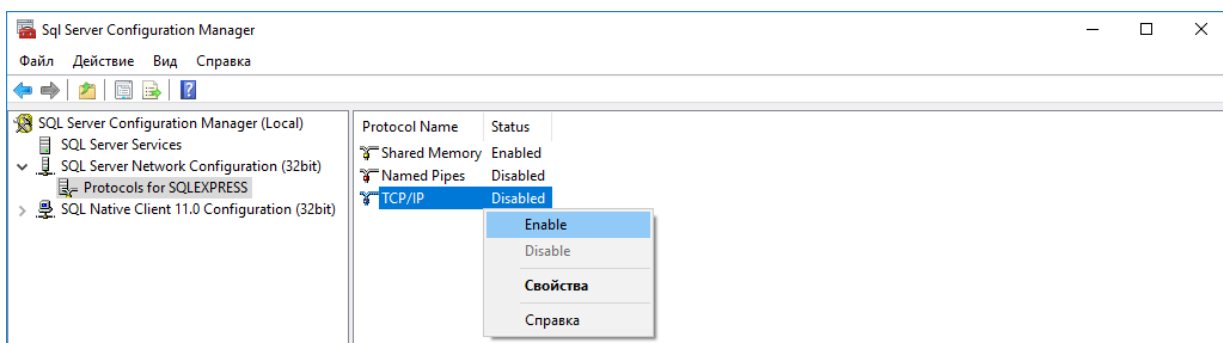 Sql Server Configuration Manager
Файл Действие Вид Справка
SQL Server Configuration Manager (Local)
SQL Server Services
SQL Server Network Configuration (32bit)
Protocols for SQLEXPRESS
SQL Native Client 11.0 Configuration (32bit)
Protocol Name Status
Shared Memory Enabled
Named Pipes Disabled
TCP/IP Disabled
Enable
Disable
Свойства
Справка